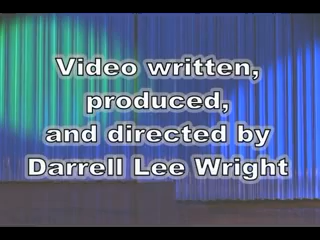 Video written,
produced,
and directed by
Darrell Lee Wright